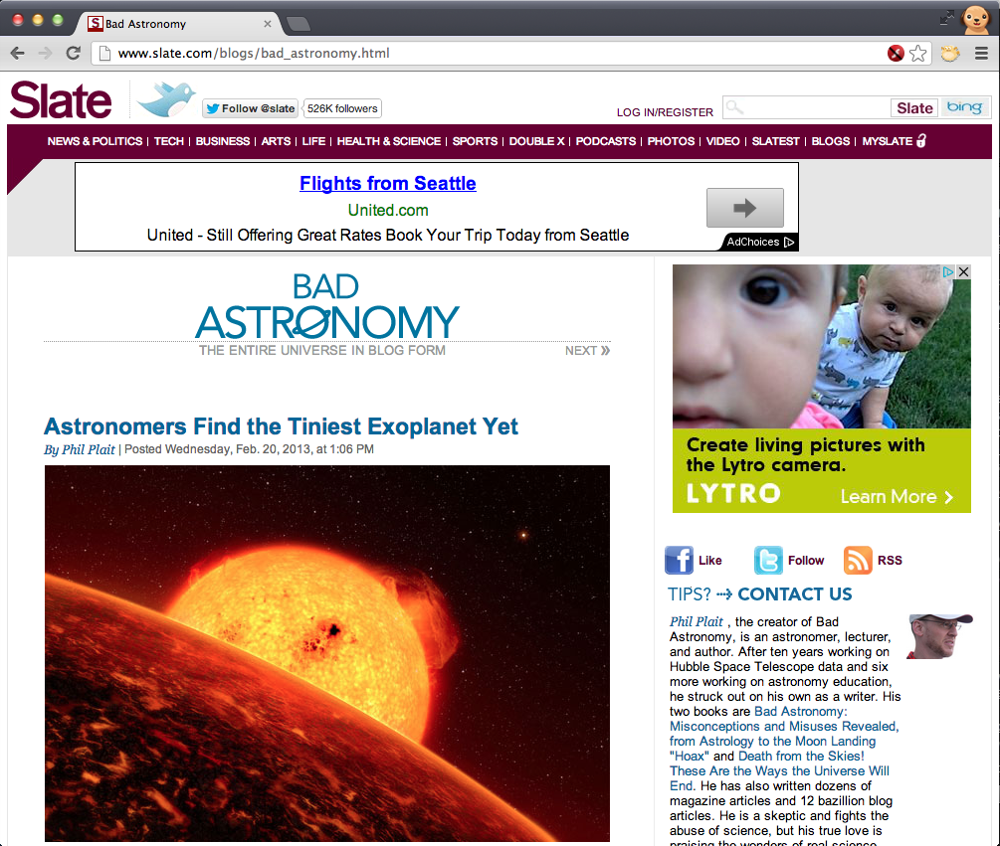 Bad Astronomy
www.slate.com/blogs/bad_astronomy.html
Slate
Follow @slate
526K followers
LOG IN/REGISTER
Slate
bing
NEWS & POLITICS | TECH | BUSINESS | ARTS | LIFE | HEALTH & SCIENCE | SPORTS | DOUBLE X | PODCASTS | PHOTOS | VIDEO | SLATEST | BLOGS | MYSLATE
Flights from Seattle
United.com
United - Still Offering Great Rates Book Your Trip Today from Seattle
AdChoices
BAD
ASTRONOMY
THE ENTIRE UNIVERSE IN BLOG FORM
NEXT »
Astronomers Find the Tiniest Exoplanet Yet
By Phil Plait | Posted Wednesday, Feb. 20, 2013, at 1:06 PM
Create living pictures with
the Lytro camera.
LYTRO
Learn More >
Like
Follow
RSS
TIPS? CONTACT US
Phil Plait , the creator of Bad
Astronomy, is an astronomer, lecturer,
and author. After ten years working on
Hubble Space Telescope data and six
more working on astronomy education,
he struck out on his own as a writer. His
two books are Bad Astronomy:
Misconceptions and Misuses Revealed,
from Astrology to the Moon Landing
"Hoax" and Death from the Skies!
These Are the Ways the Universe Will
End. He has also written dozens of
magazine articles and 12 bazillion blog
articles. He is a skeptic and fights the
abuse of science, but his true love is
praising the wonders of real science.